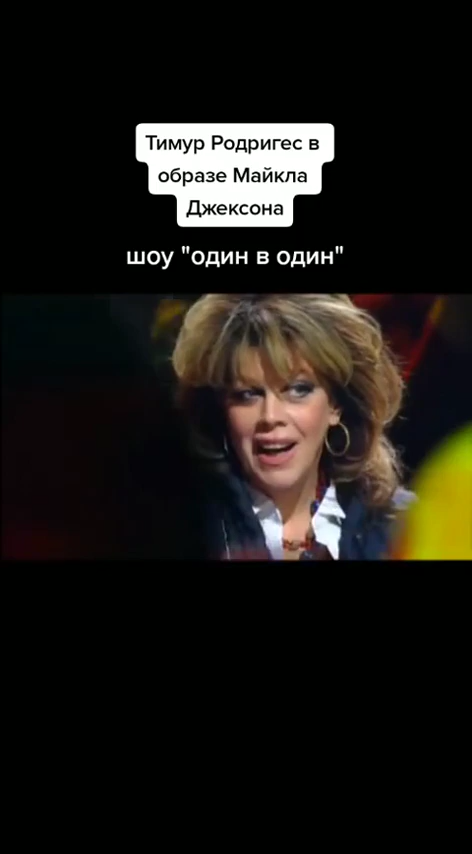 Тимур Родригес в
образе Майкла
Джексона
шоу "один в один"